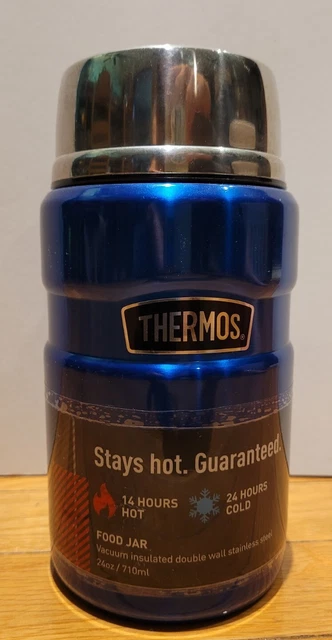 THERMOS®
Stays hot. Guaranteed.
14 HOURS
HOT
24 HOURS
COLD
FOOD JAR
Vacuum insulated double wall stainless steel
24oz / 710ml